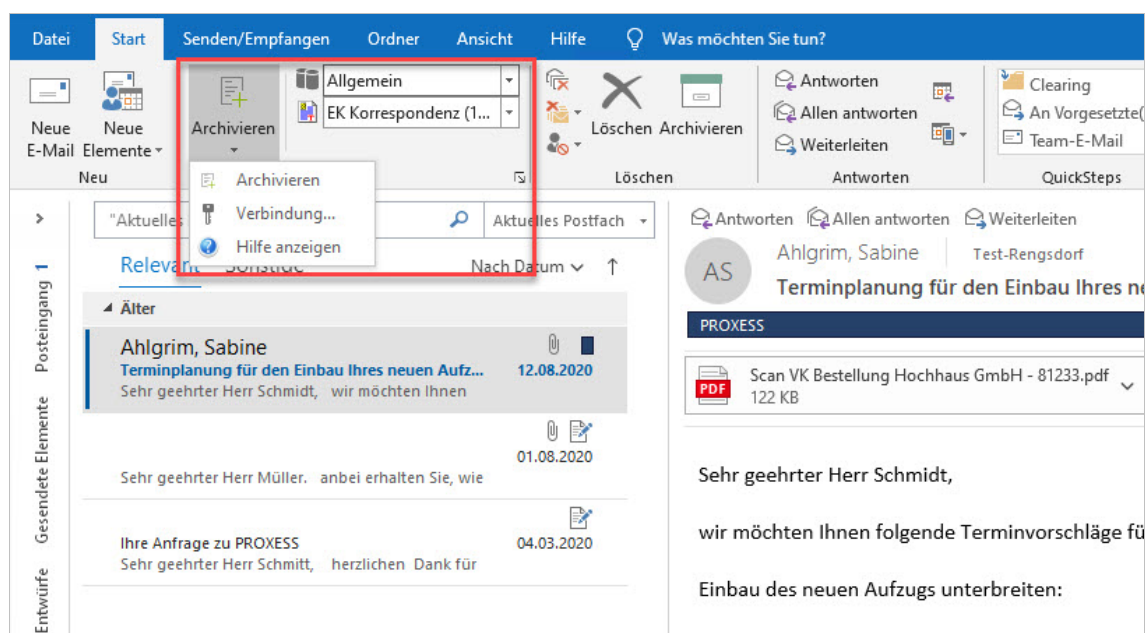 Datei Start Senden/Empfangen Ordner Ansicht Hilfe Was möchten Sie tun?
Neue E-Mail
Neue Elemente
Neu
Archivieren
Allgemein
EK Korrespondenz (1...
Archivieren
Verbindung...
Hilfe anzeigen
Löschen
Archivieren
Löschen
Antworten
Allen antworten
Weiterleiten
Antworten
Clearing
An Vorgesetzte(
Team-E-Mail
QuickSteps
"Aktuelles
Aktuelles Postfach
Relevant Sonstige
Nach Datum
Älter
Ahlgrim, Sabine
Terminplanung für den Einbau Ihres neuen Aufz... 12.08.2020
Sehr geehrter Herr Schmidt, wir möchten Ihnen
01.08.2020
Sehr geehrter Herr Müller. anbei erhalten Sie, wie
Ihre Anfrage zu PROXESS 04.03.2020
Sehr geehrter Herr Schmitt, herzlichen Dank für
Posteingang 1
Gesendete Elemente
Entwürfe
Antworten Allen antworten Weiterleiten
AS
Ahlgrim, Sabine Test-Rengsdorf
Terminplanung für den Einbau Ihres ne
PROXESS
PDF
Scan VK Bestellung Hochhaus GmbH - 81233.pdf
122 KB
Sehr geehrter Herr Schmidt,
wir möchten Ihnen folgende Terminvorschläge fü
Einbau des neuen Aufzugs unterbreiten: